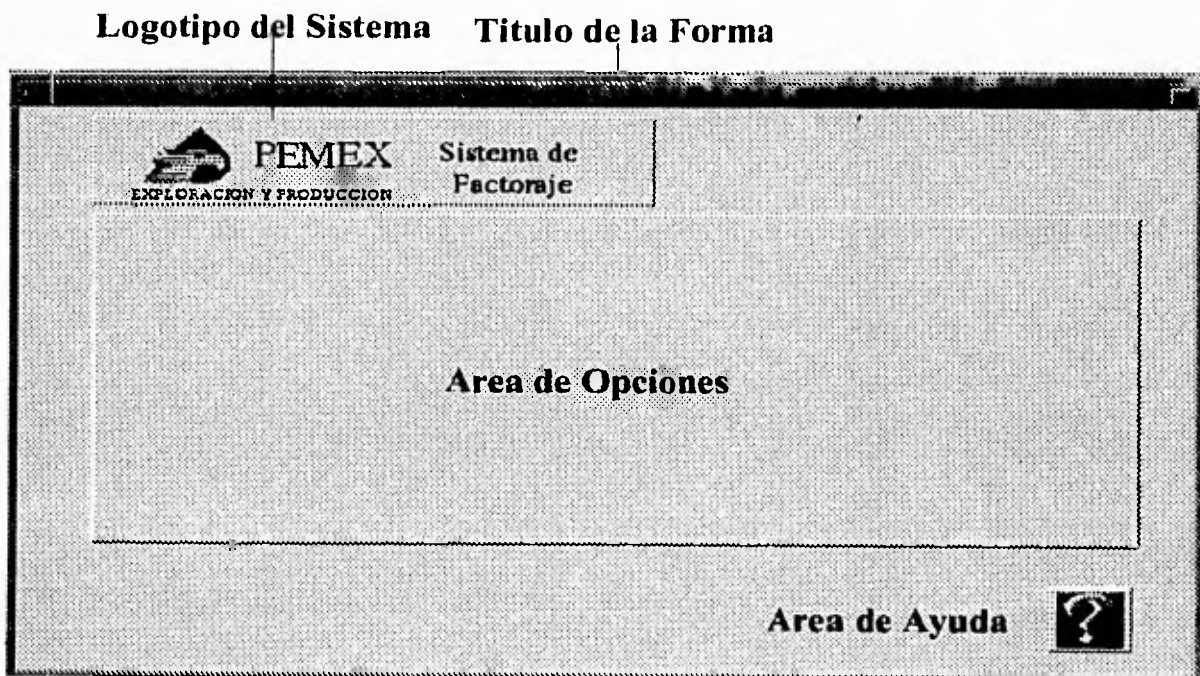 Logotipo del Sistema Titulo de la Forma
PEMEX Sistema de
EXPLORACION Y PRODUCCION Factoraje
Area de Opciones
Area de Ayuda ?